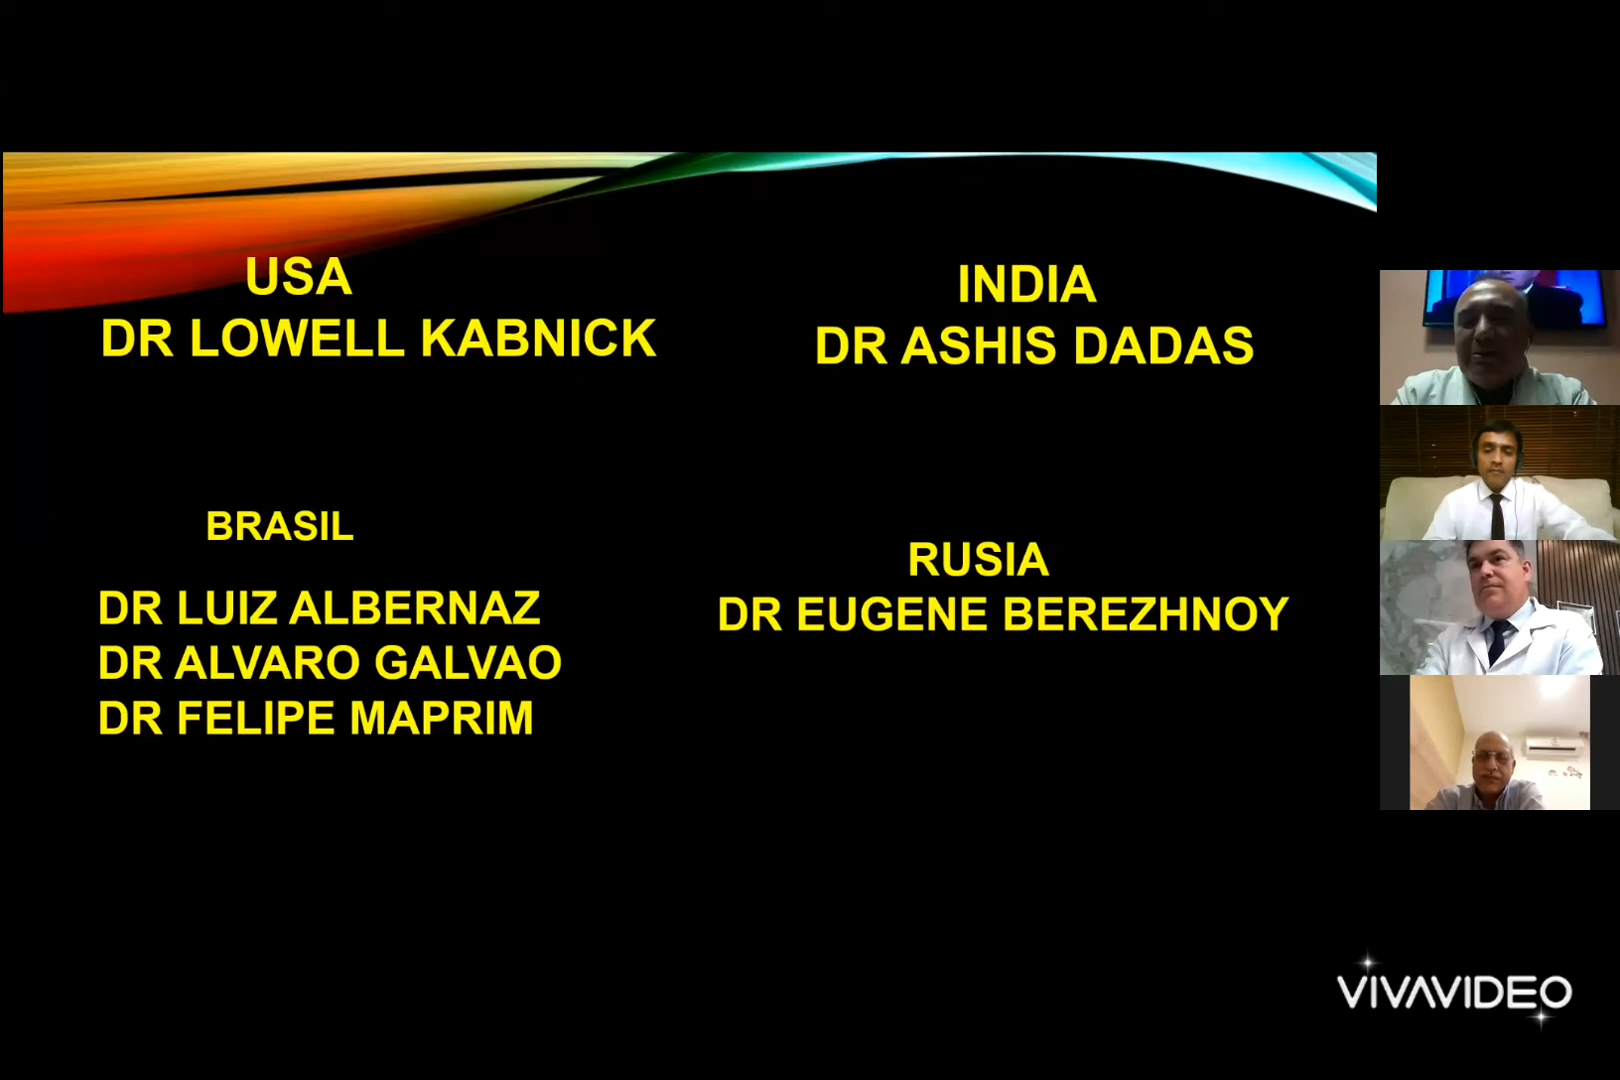 USA
DR LOWELL KABNICK
INDIA
DR ASHIS DADAS
BRASIL
DR LUIZ ALBERNAZ
DR ALVARO GALVAO
DR FELIPE MAPRIM
RUSIA
DR EUGENE BEREZHNOY
VIVAVIDEO